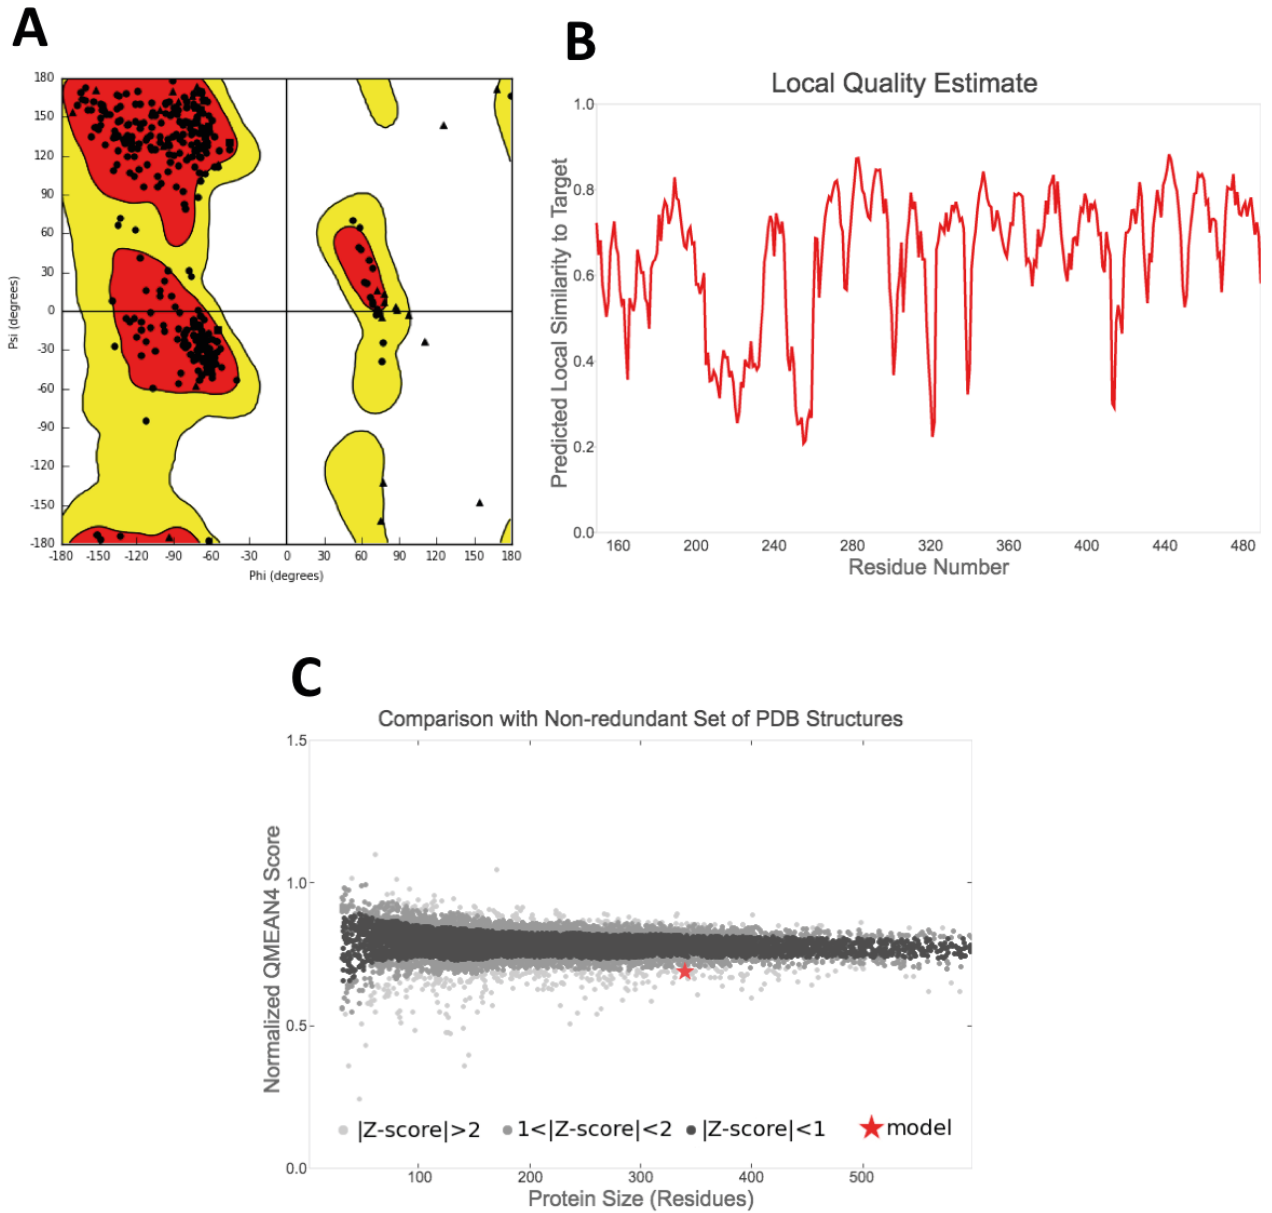 A
B
Local Quality Estimate
180
150
120
90
60
30
0
-30
-60
-90
-120
-150
-180
Psi (degrees)
-180 -150 -120 -90 -60 -30 0 30 60 90 120 150 180
Phi (degrees)
1.0
0.8
0.6
0.4
0.2
0.0
Predicted Local Similarity to Target
160 200 240 280 320 360 400 440 480
Residue Number
C
Comparison with Non-redundant Set of PDB Structures
1.5
1.0
0.5
0.0
Normalized QMEAN4 Score
|Z-score|>2 1<|Z-score|<2 |Z-score|<1 model
100 200 300 400 500
Protein Size (Residues)